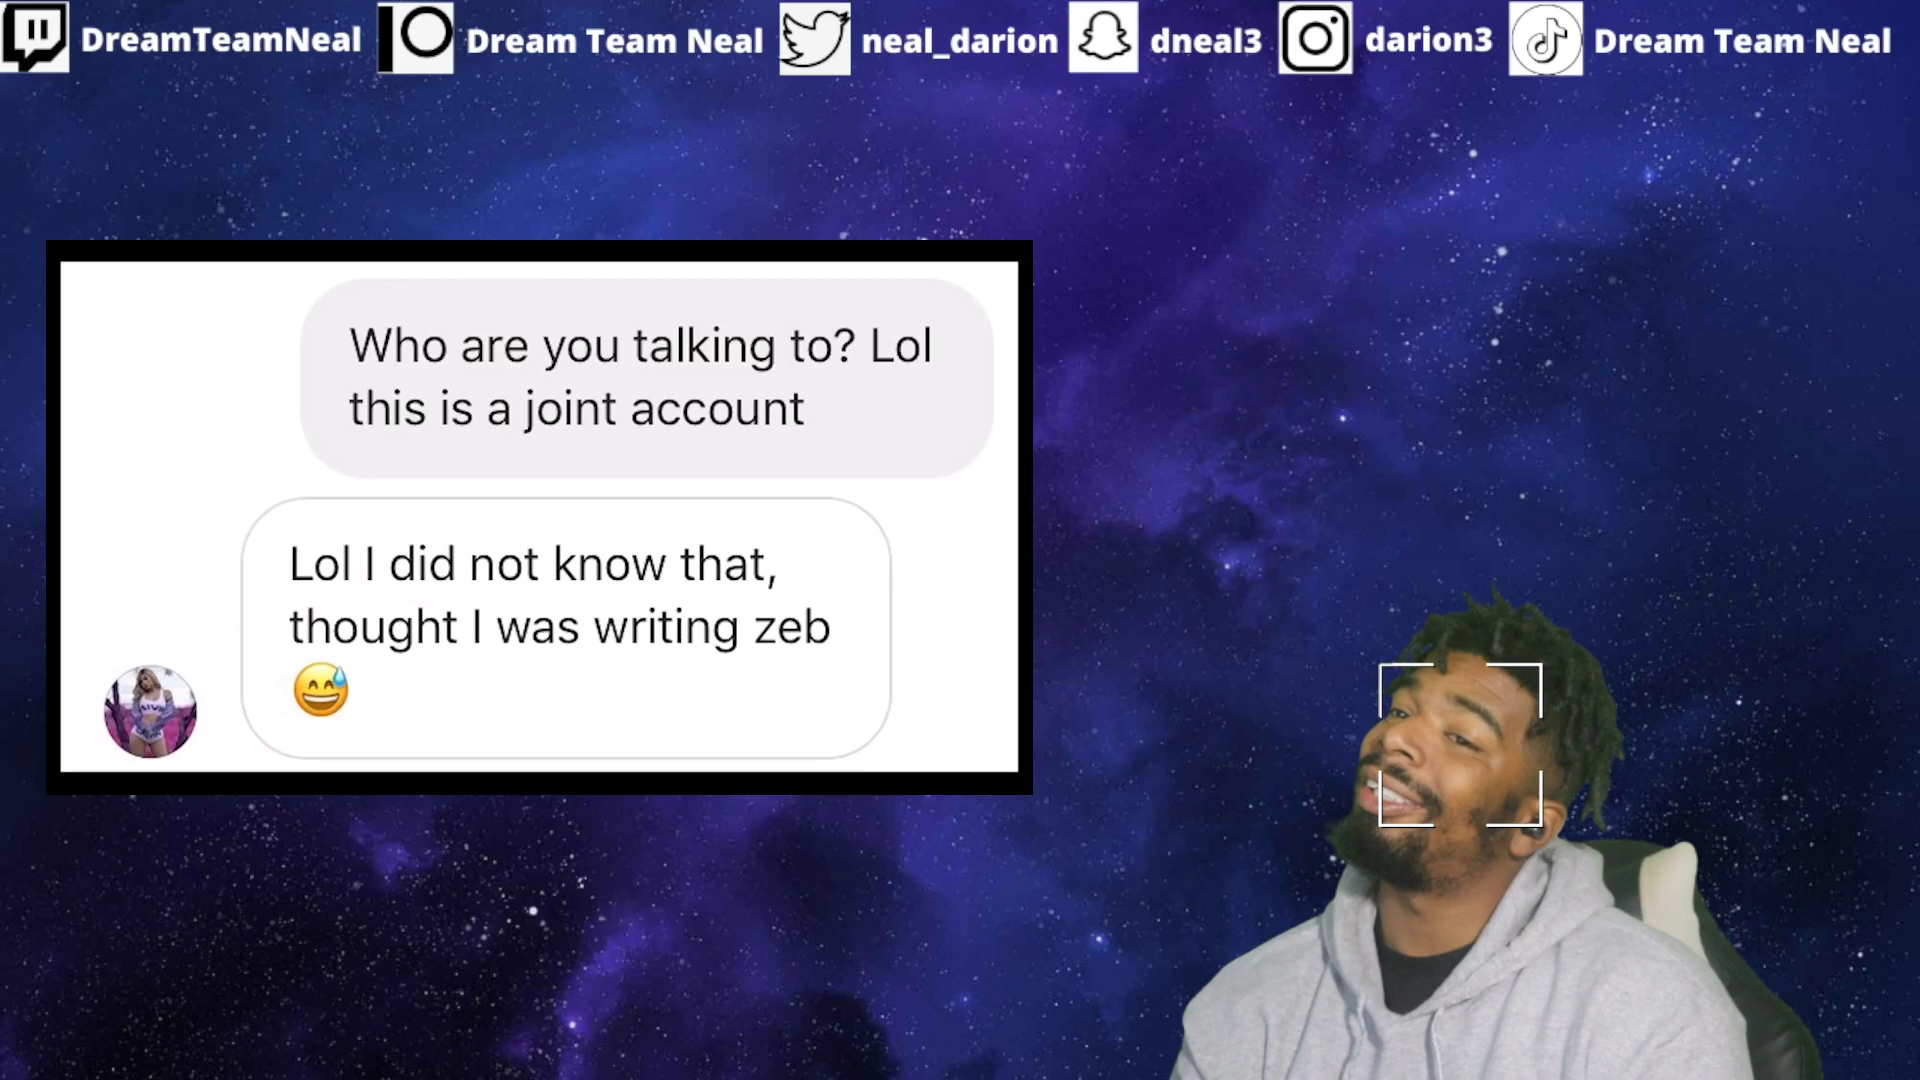 DreamTeamNeal Dream Team Neal neal_darion dneal3 darion3 Dream Team Neal
Who are you talking to? Lol
this is a joint account
Lol I did not know that,
thought I was writing zeb
😅